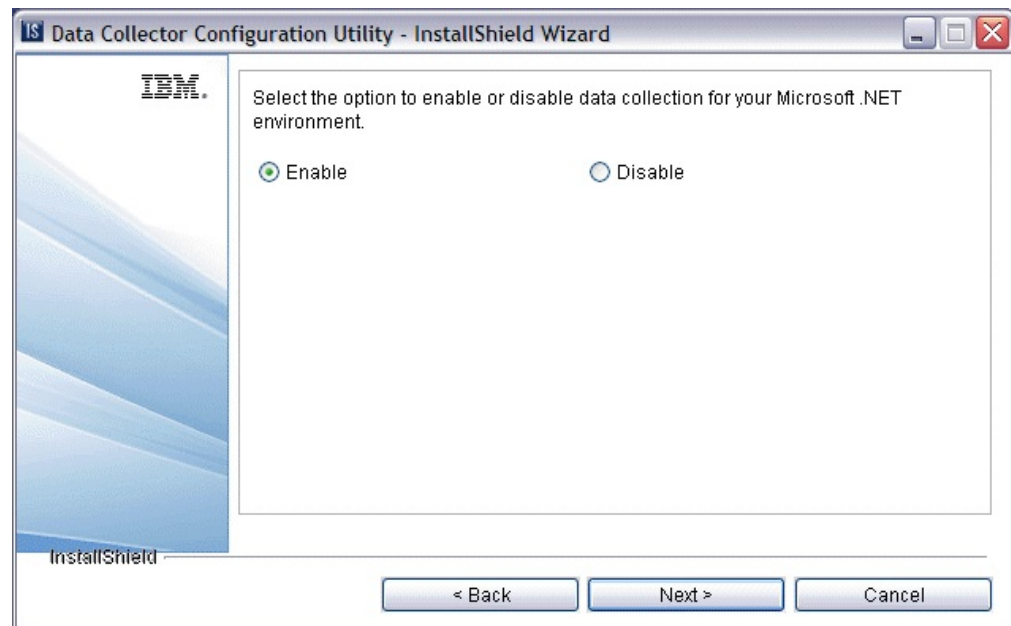 IS Data Collector Configuration Utility - InstallShield Wizard
IBM.
Select the option to enable or disable data collection for your Microsoft .NET
environment.
Enable Disable
InstallShield
< Back Next > Cancel